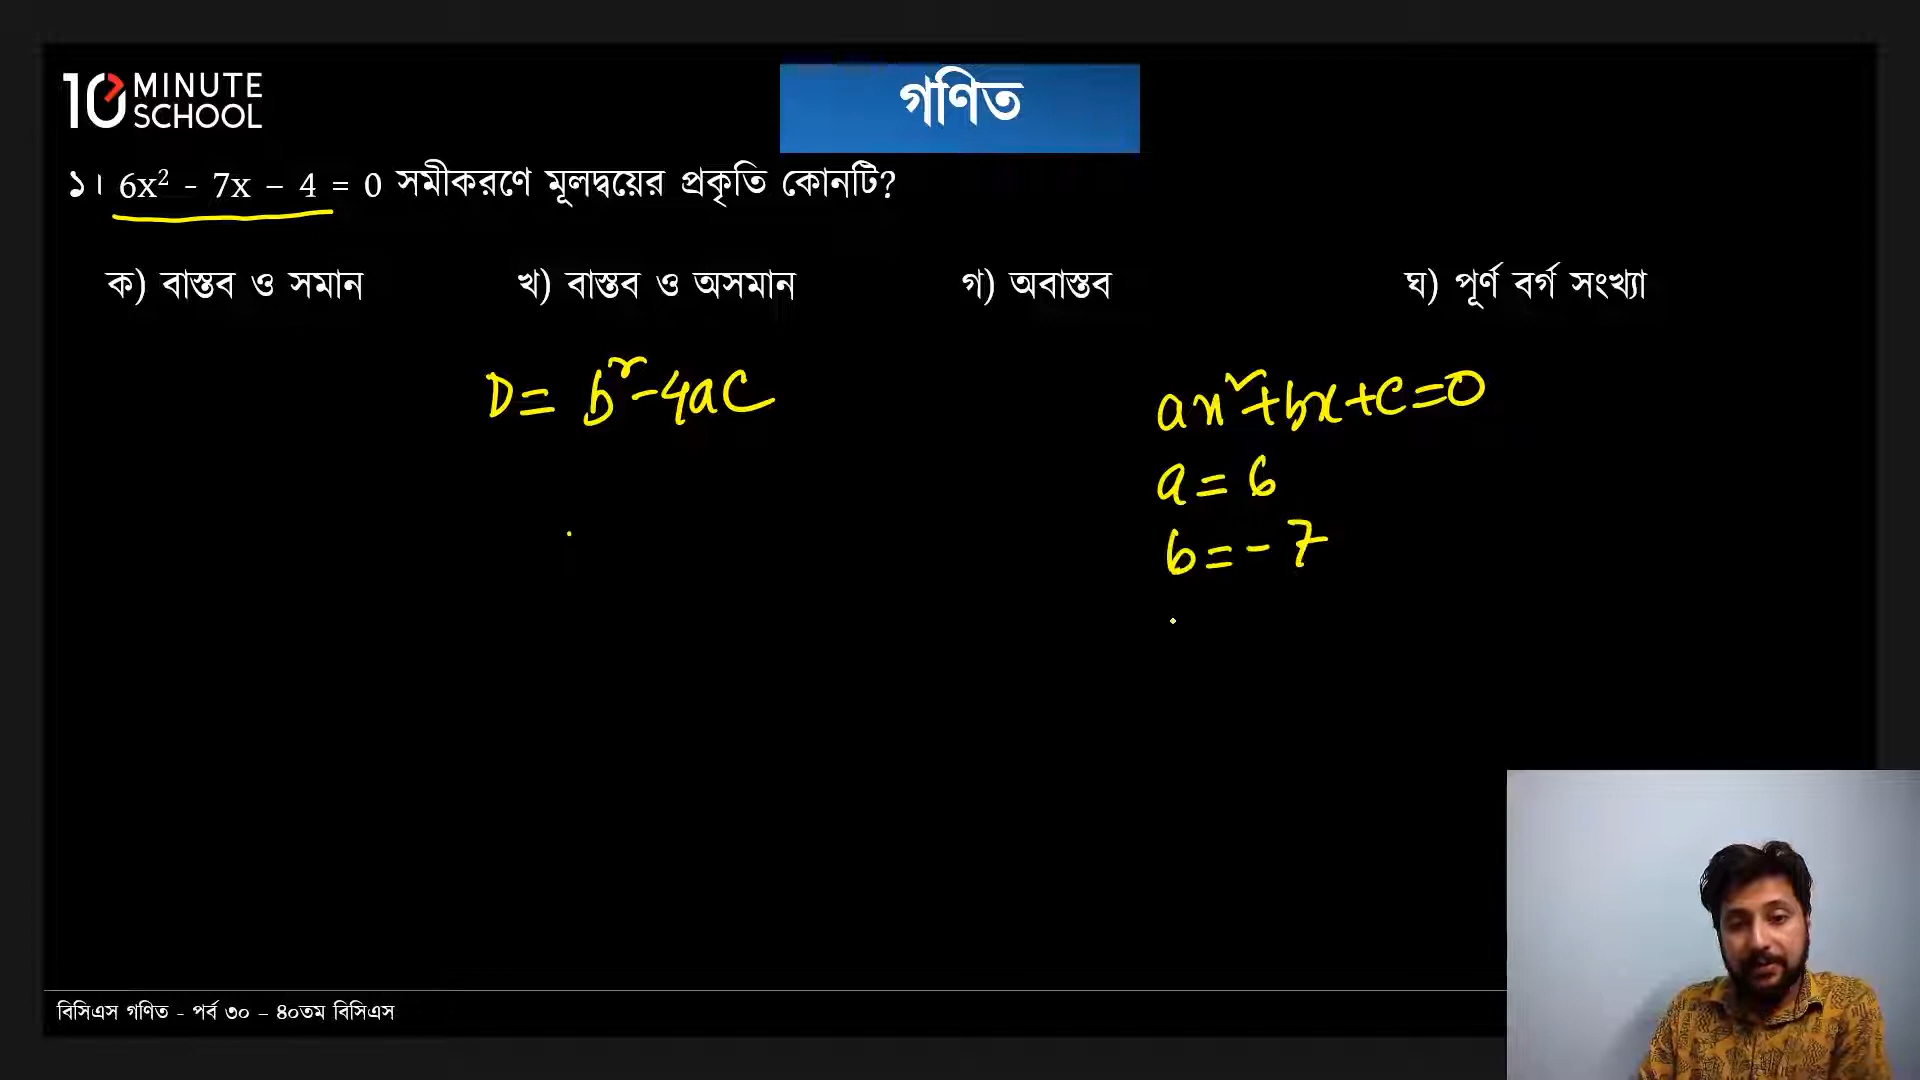 10 MINUTE SCHOOL
গণিত
১। 6x² - 7x – 4 = 0 সমীকরণে মূলদ্বয়ের প্রকৃতি কোনটি?
ক) বাস্তব ও সমান খ) বাস্তব ও অসমান গ) অবাস্তব ঘ) পূর্ণ বর্গ সংখ্যা
D = b² - 4ac
ax² + bx + c = 0
a = 6
b = - 7
বিসিএস গণিত - পর্ব ৩০ – ৪০তম বিসিএস